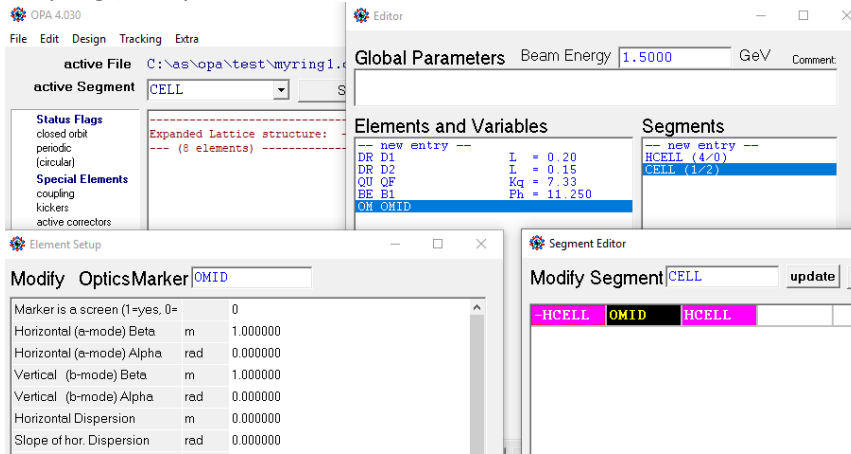 OPA 4.030
File Edit Design Tracking Extra
active File C:\as\opa\test\myring1.
active Segment CELL
Status Flags
closed orbit
periodic
(circular)
Special Elements
coupling
kickers
active correctors
Expanded Lattice structure:
--- (8 elements) -------------
Editor
Global Parameters Beam Energy 1.5000 GeV Comment:
Elements and Variables
-- new entry --
DR D1 L = 0.20
DR D2 L = 0.15
QU QF Kq = 7.33
BE B1 Ph = 11.250
OM OMID
Segments
-- new entry --
HCELL (4/0)
CELL (1/2)
Element Setup
Modify OpticsMarker OMID
Marker is a screen (1=yes, 0= 0
Horizontal (a-mode) Beta m 1.000000
Horizontal (a-mode) Alpha rad 0.000000
Vertical (b-mode) Beta m 1.000000
Vertical (b-mode) Alph rad 0.000000
Horizontal Dispersion m 0.000000
Slope of hor. Dispersion rad 0.000000
Segment Editor
Modify Segment CELL update
-HCELL OMID HCELL